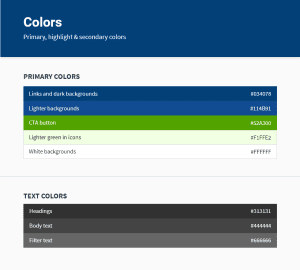 Colors
Primary, highlight & secondary colors
PRIMARY COLORS
Links and dark backgrounds #034078
Lighter backgrounds #114B91
CTA button #52A300
Lighter green in icons #F1FFE2
White backgrounds #FFFFFF
TEXT COLORS
Headings #313131
Body text #444444
Filter text #666666